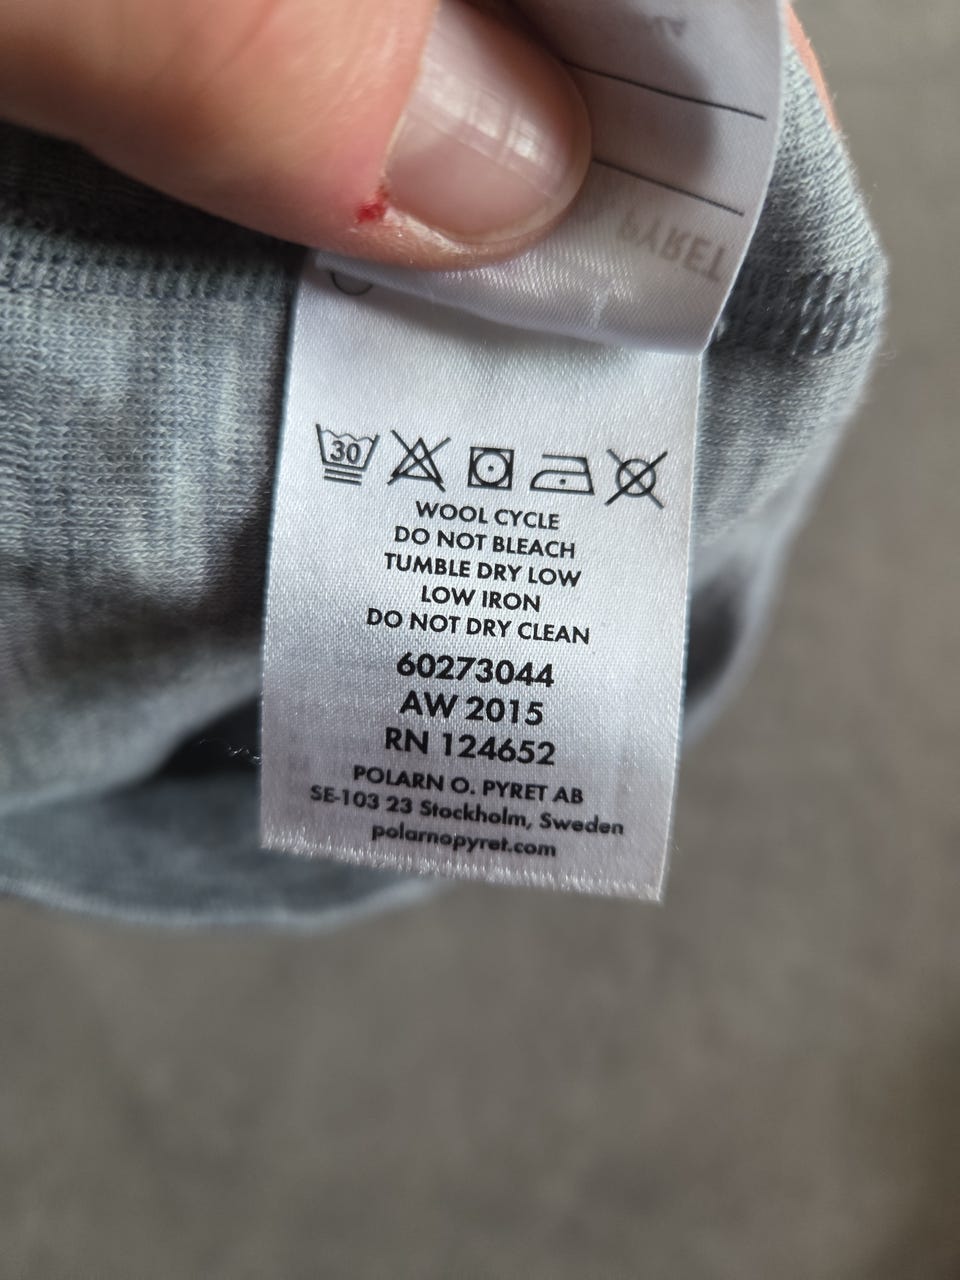 PYRET
30
WOOL CYCLE
DO NOT BLEACH
TUMBLE DRY LOW
LOW IRON
DO NOT DRY CLEAN
60273044
AW 2015
RN 124652
POLARN O. PYRET AB
SE-103 23 Stockholm, Sweden
polarnopyret.com